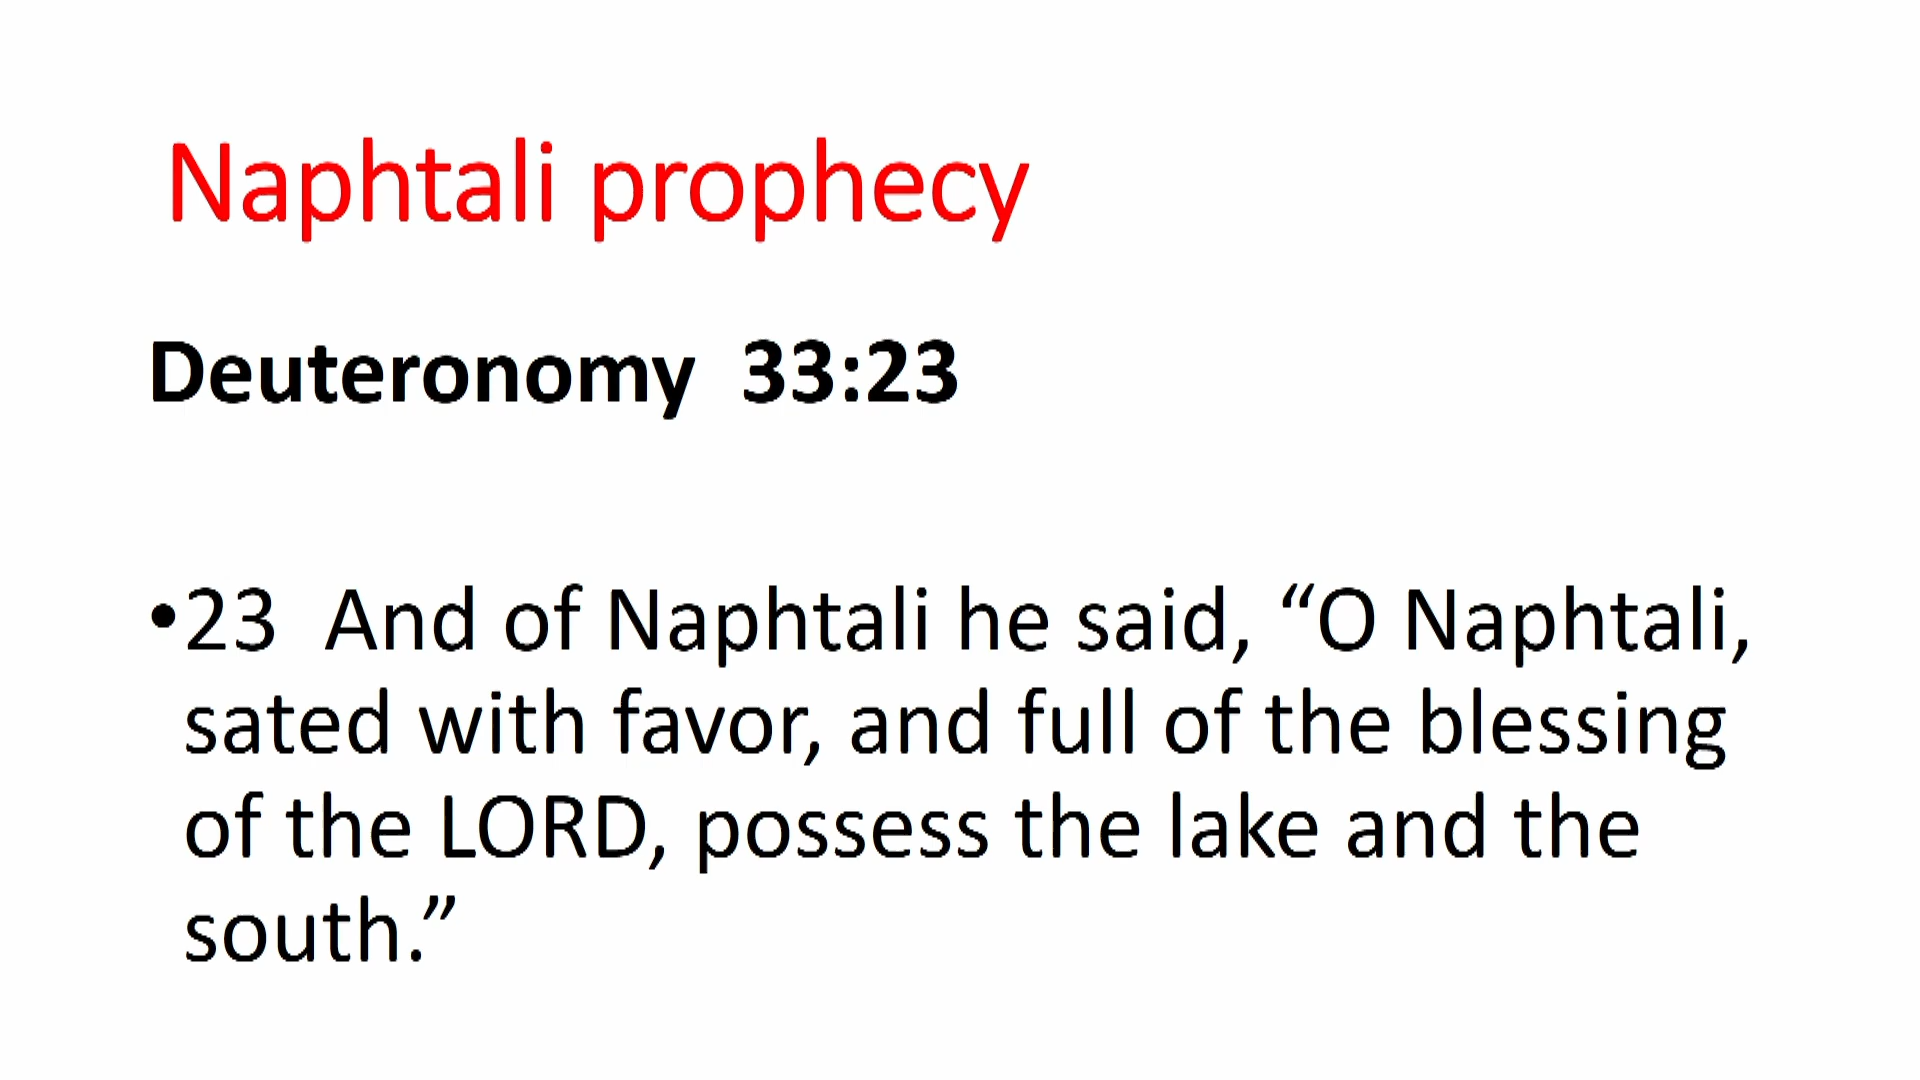 Naphtali prophecy
Deuteronomy  33:23
•23  And of Naphtali he said, “O Naphtali,
sated with favor, and full of the blessing
of the LORD, possess the lake and the
south.”